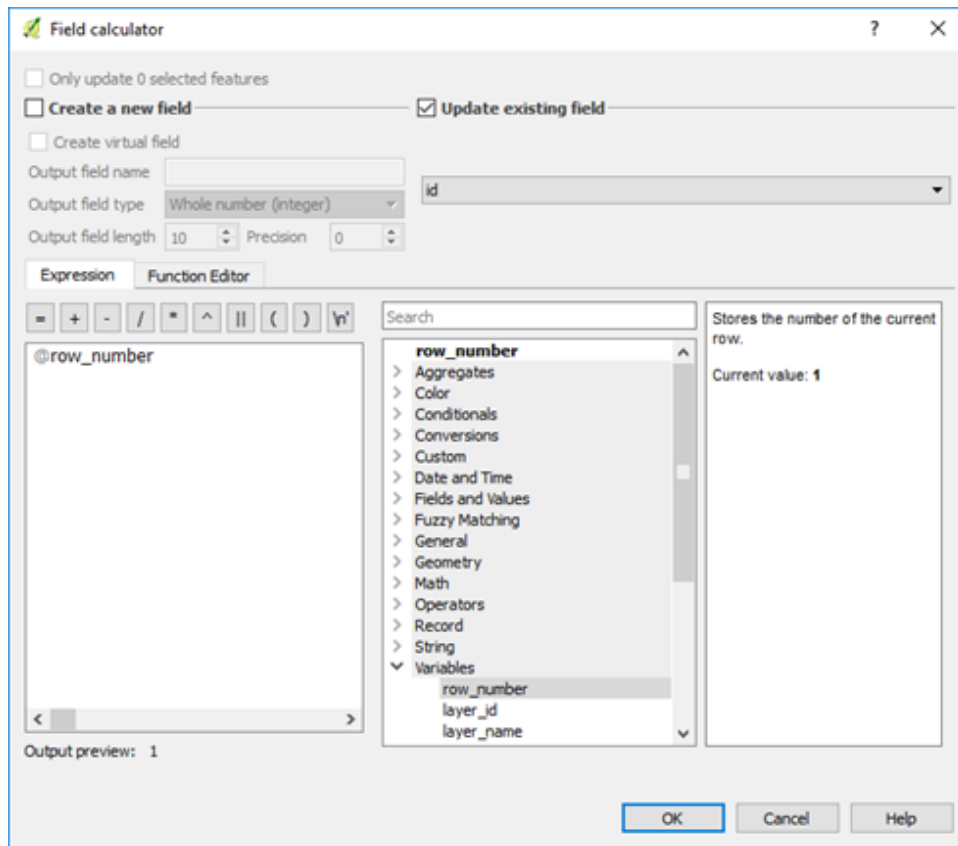 Field calculator
?
Only update 0 selected features
Create a new field
Update existing field
Create virtual field
Output field name
id
Output field type Whole number (integer)
Output field length 10 Precision 0
Expression Function Editor
= + - / * ^ || ( ) '\n'
Search
@row_number
row_number
Aggregates
Color
Conditionals
Conversions
Custom
Date and Time
Fields and Values
Fuzzy Matching
General
Geometry
Math
Operators
Record
String
Variables
row_number
layer_id
layer_name
Stores the number of the current
row.
Current value: 1
Output preview: 1
OK Cancel Help